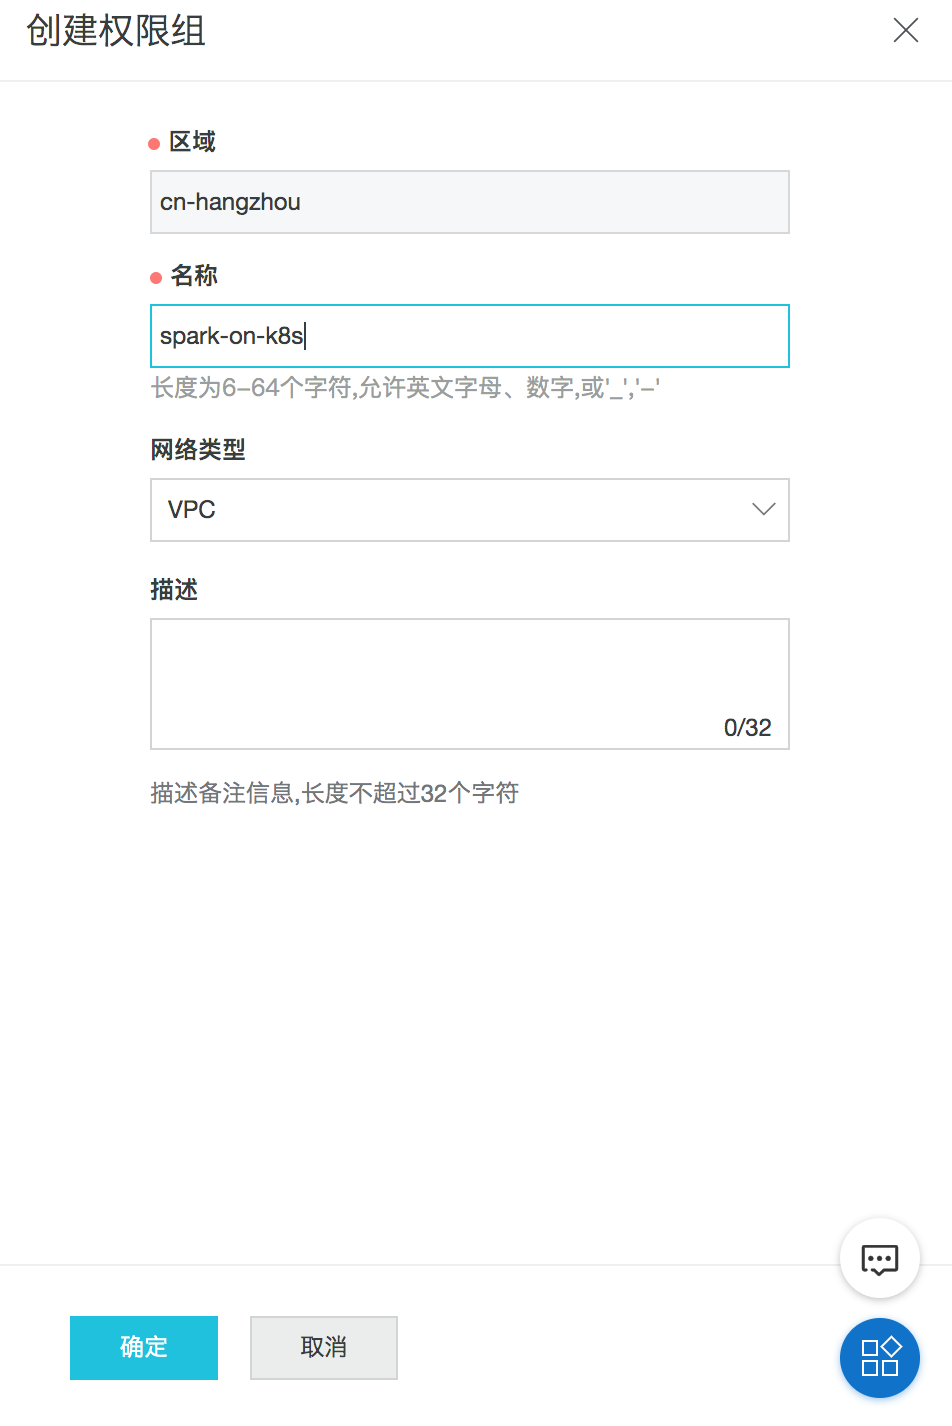 创建权限组
区域
cn-hangzhou
名称
spark-on-k8s
长度为6-64个字符,允许英文字母、数字,或'_','-'
网络类型
VPC
描述
0/32
描述备注信息,长度不超过32个字符
确定
取消